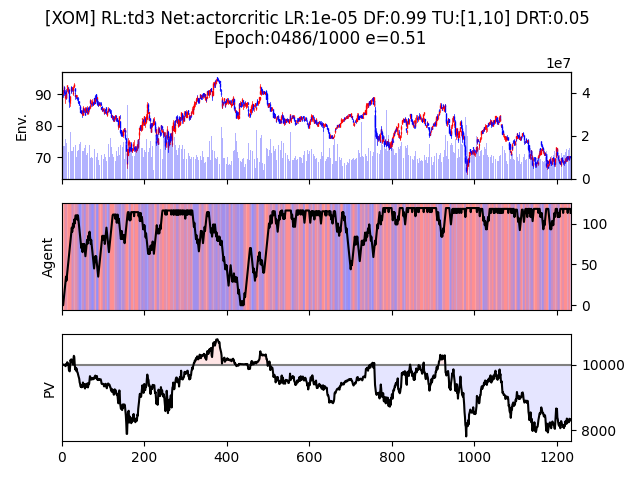 [XOM] RL:td3 Net:actorcritic LR:1e-05 DF:0.99 TU:[1,10] DRT:0.05
Epoch:0486/1000 e=0.51
1e7
90
80
70
Env.
4
2
0
Agent
100
50
0
PV
10000
8000
0 200 400 600 800 1000 1200